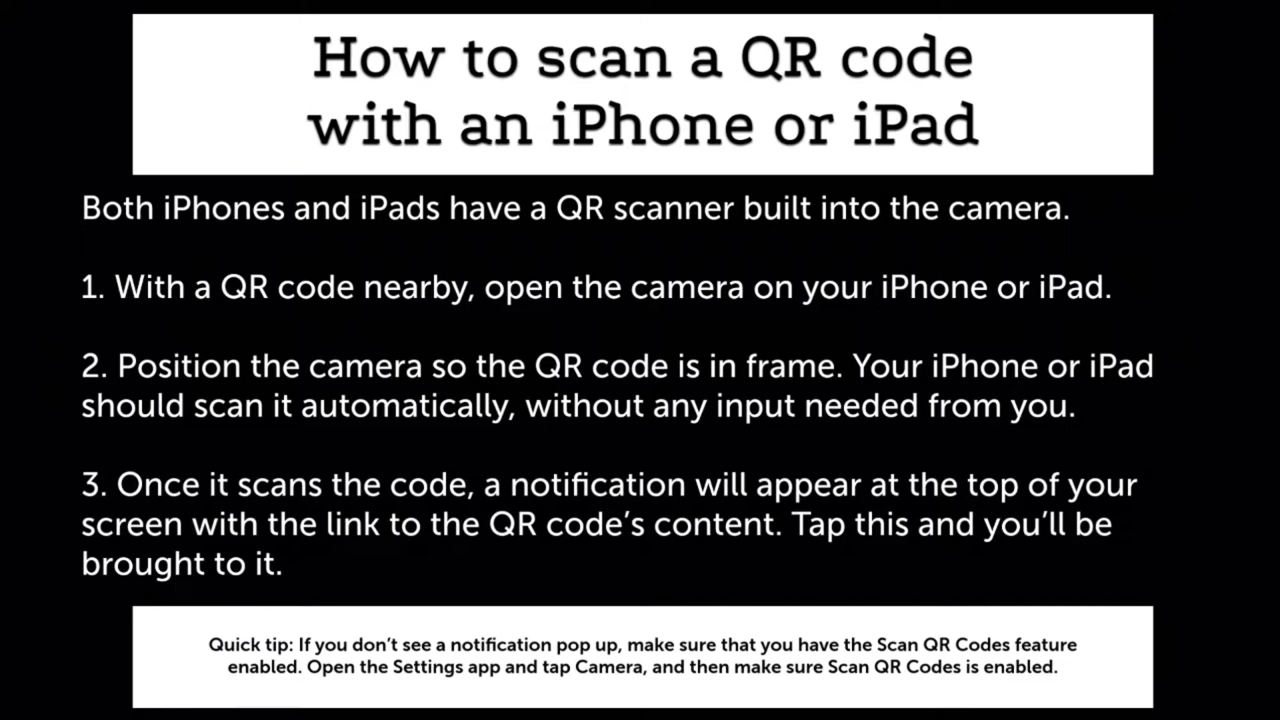 How to scan a QR code
with an iPhone or iPad
Both iPhones and iPads have a QR scanner built into the camera.
1. With a QR code nearby, open the camera on your iPhone or iPad.
2. Position the camera so the QR code is in frame. Your iPhone or iPad
should scan it automatically, without any input needed from you.
3. Once it scans the code, a notification will appear at the top of your
screen with the link to the QR code’s content. Tap this and you’ll be
brought to it.
Quick tip: If you don’t see a notification pop up, make sure that you have the Scan QR Codes feature
enabled. Open the Settings app and tap Camera, and then make sure Scan QR Codes is enabled.